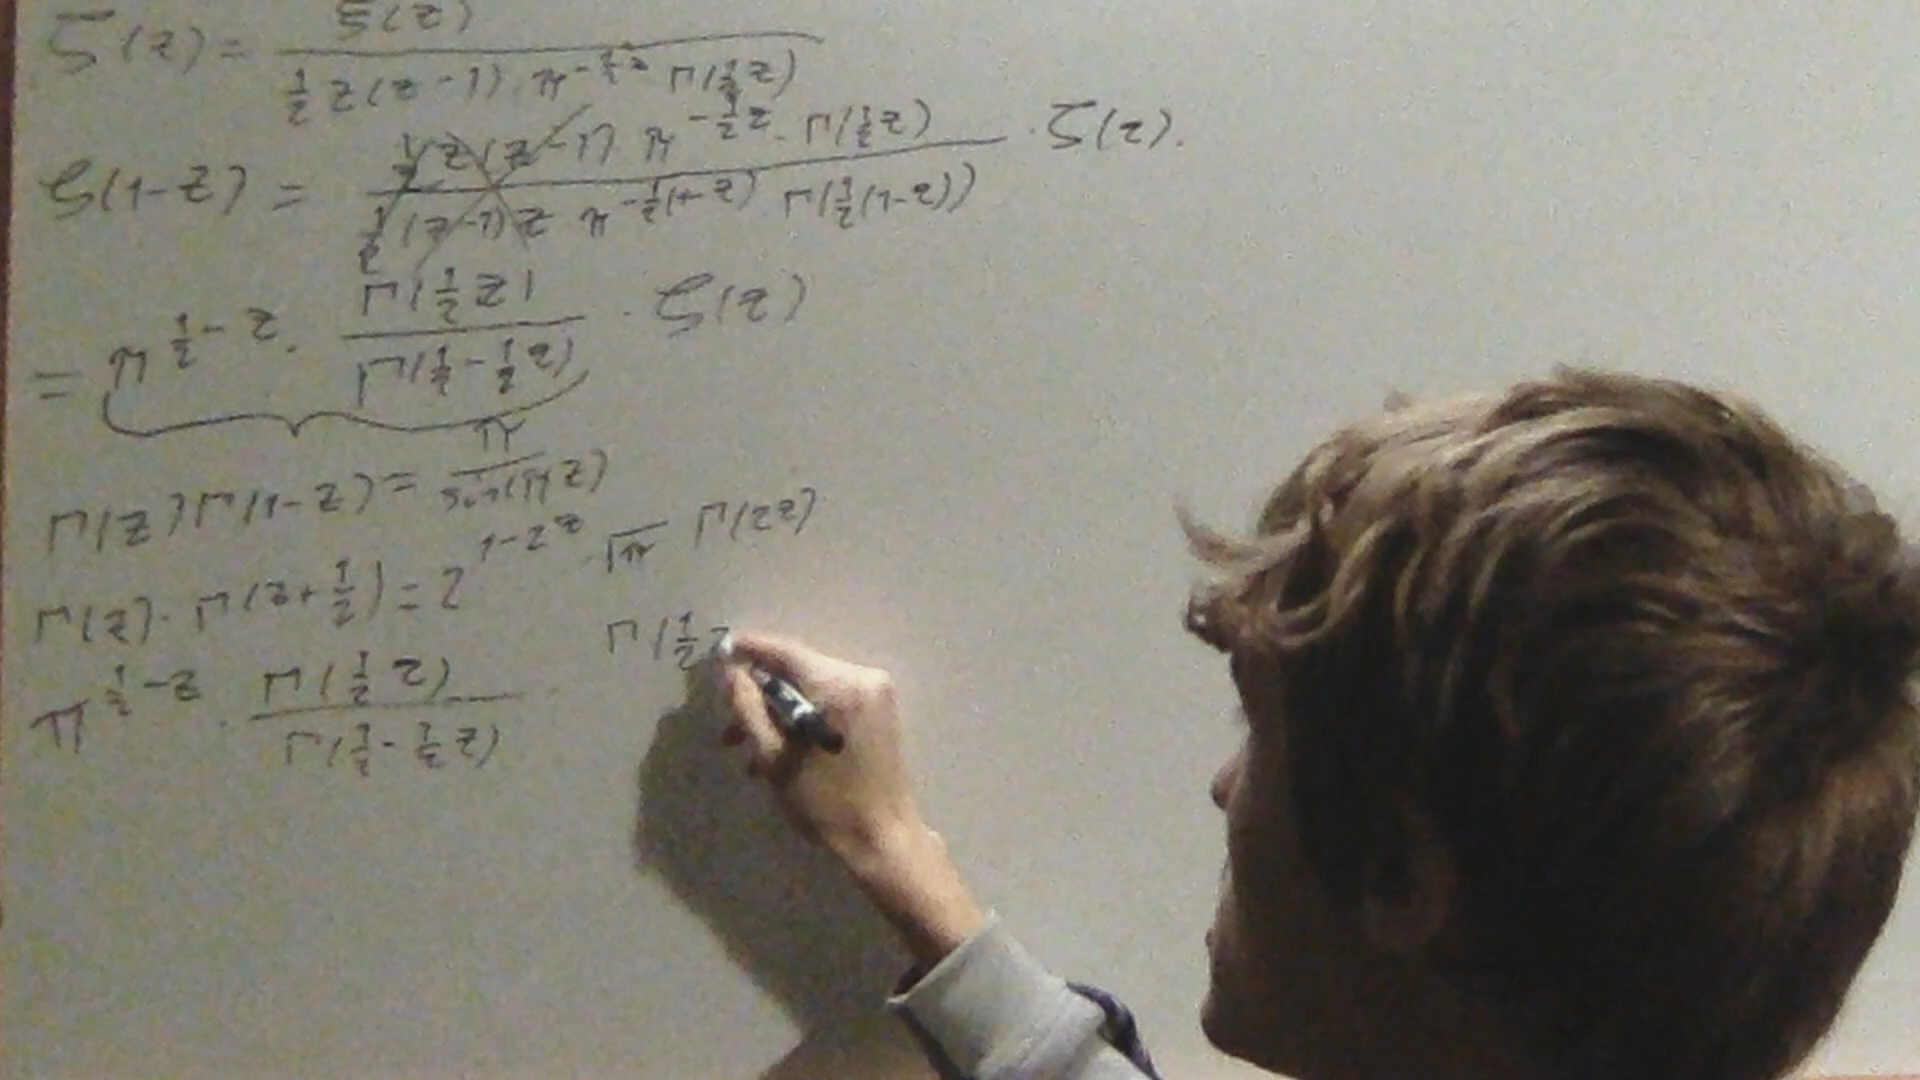 ζ(z) = ξ(z) / (½ z(z-1) · π^(-½z) Γ(½z))
ζ(1-z) = (½ z(z-1) π^(-½z) · Γ(½z)) / (½ (z-1) z π^(-½(1-z)) Γ(½(1-z))) · ζ(z).
= π^(½-z) · Γ(½z) / Γ(½-½z) · ζ(z)
Γ(z)Γ(1-z) = π / sin(πz)
Γ(z) · Γ(z+½) = 2^(1-2z) · √π Γ(2z)
π^(½-z) · Γ(½z) / Γ(½-½z)
Γ(½z